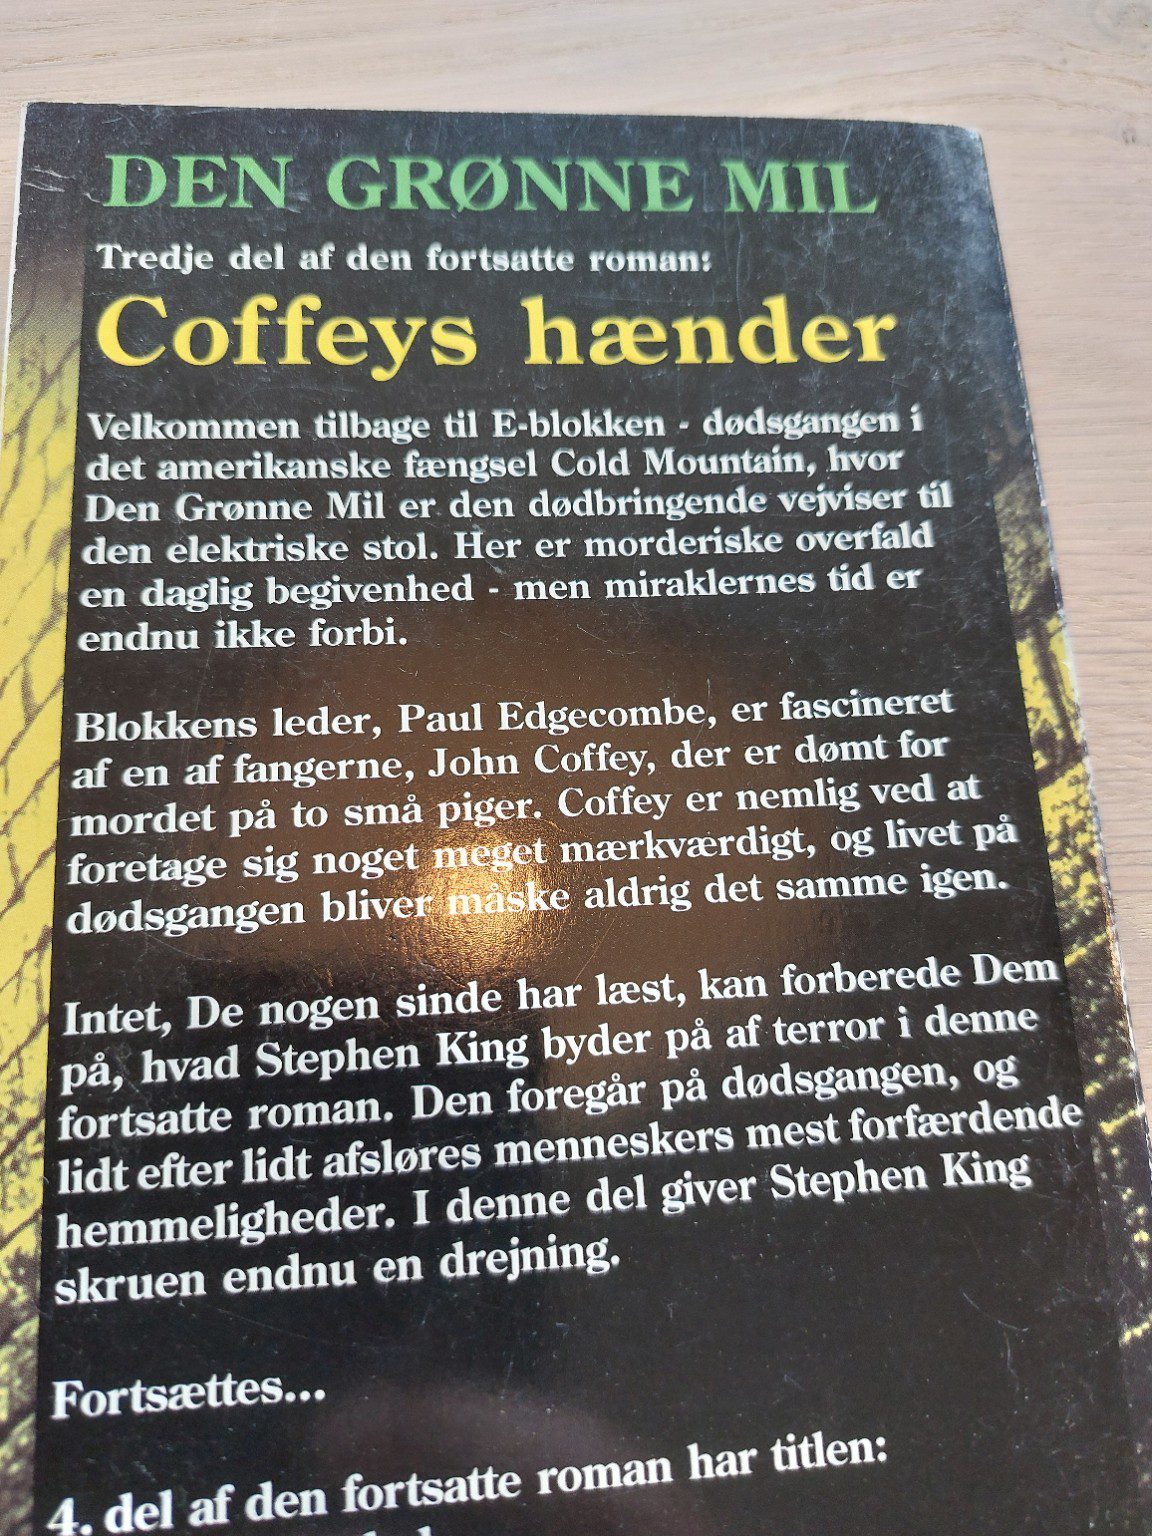 DEN GRØNNE MIL
Tredje del af den fortsatte roman:
Coffeys hænder
Velkommen tilbage til E-blokken - dødsgangen i
det amerikanske fængsel Cold Mountain, hvor
Den Grønne Mil er den dødbringende vejviser til
den elektriske stol. Her er morderiske overfald
en daglig begivenhed - men miraklernes tid er
endnu ikke forbi.
Blokkens leder, Paul Edgecombe, er fascineret
af en af fangerne, John Coffey, der er dømt for
mordet på to små piger. Coffey er nemlig ved at
foretage sig noget meget mærkværdigt, og livet på
dødsgangen bliver måske aldrig det samme igen.
Intet, De nogen sinde har læst, kan forberede Dem
på, hvad Stephen King byder på af terror i denne
fortsatte roman. Den foregår på dødsgangen, og
lidt efter lidt afsløres menneskers mest forfærdende
hemmeligheder. I denne del giver Stephen King
skruen endnu en drejning.
Fortsættes...
4. del af den fortsatte roman har titlen: